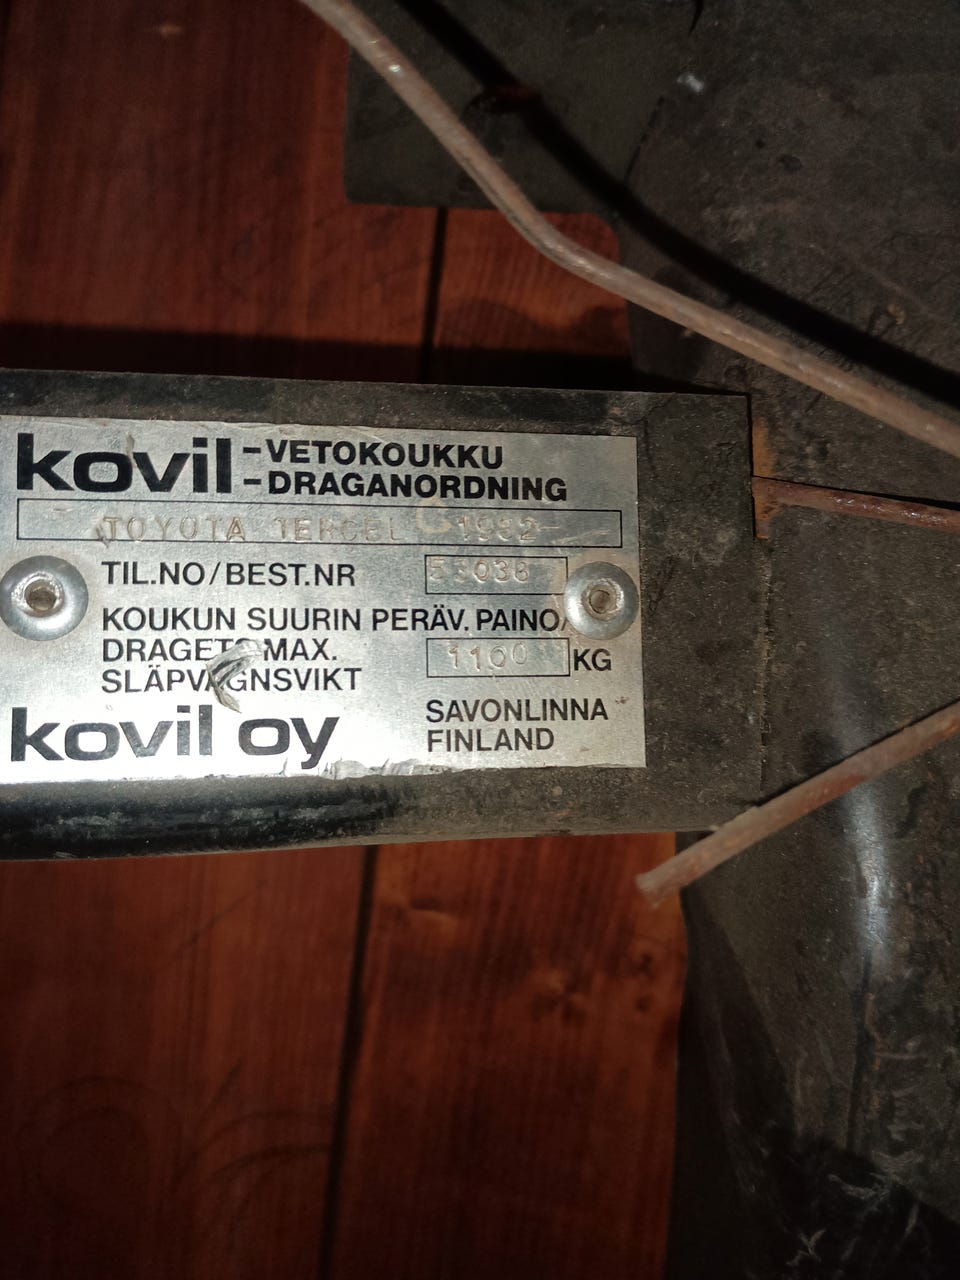 kovil -VETOKOUKKU
-DRAGANORDNING
TOYOTA TERCEL 1982-
TIL.NO/BEST.NR 53038
KOUKUN SUURIN PERÄV. PAINO/
DRAGETS MAX. 1100 KG
SLÄPVAGNSVIKT
kovil oy SAVONLINNA
FINLAND